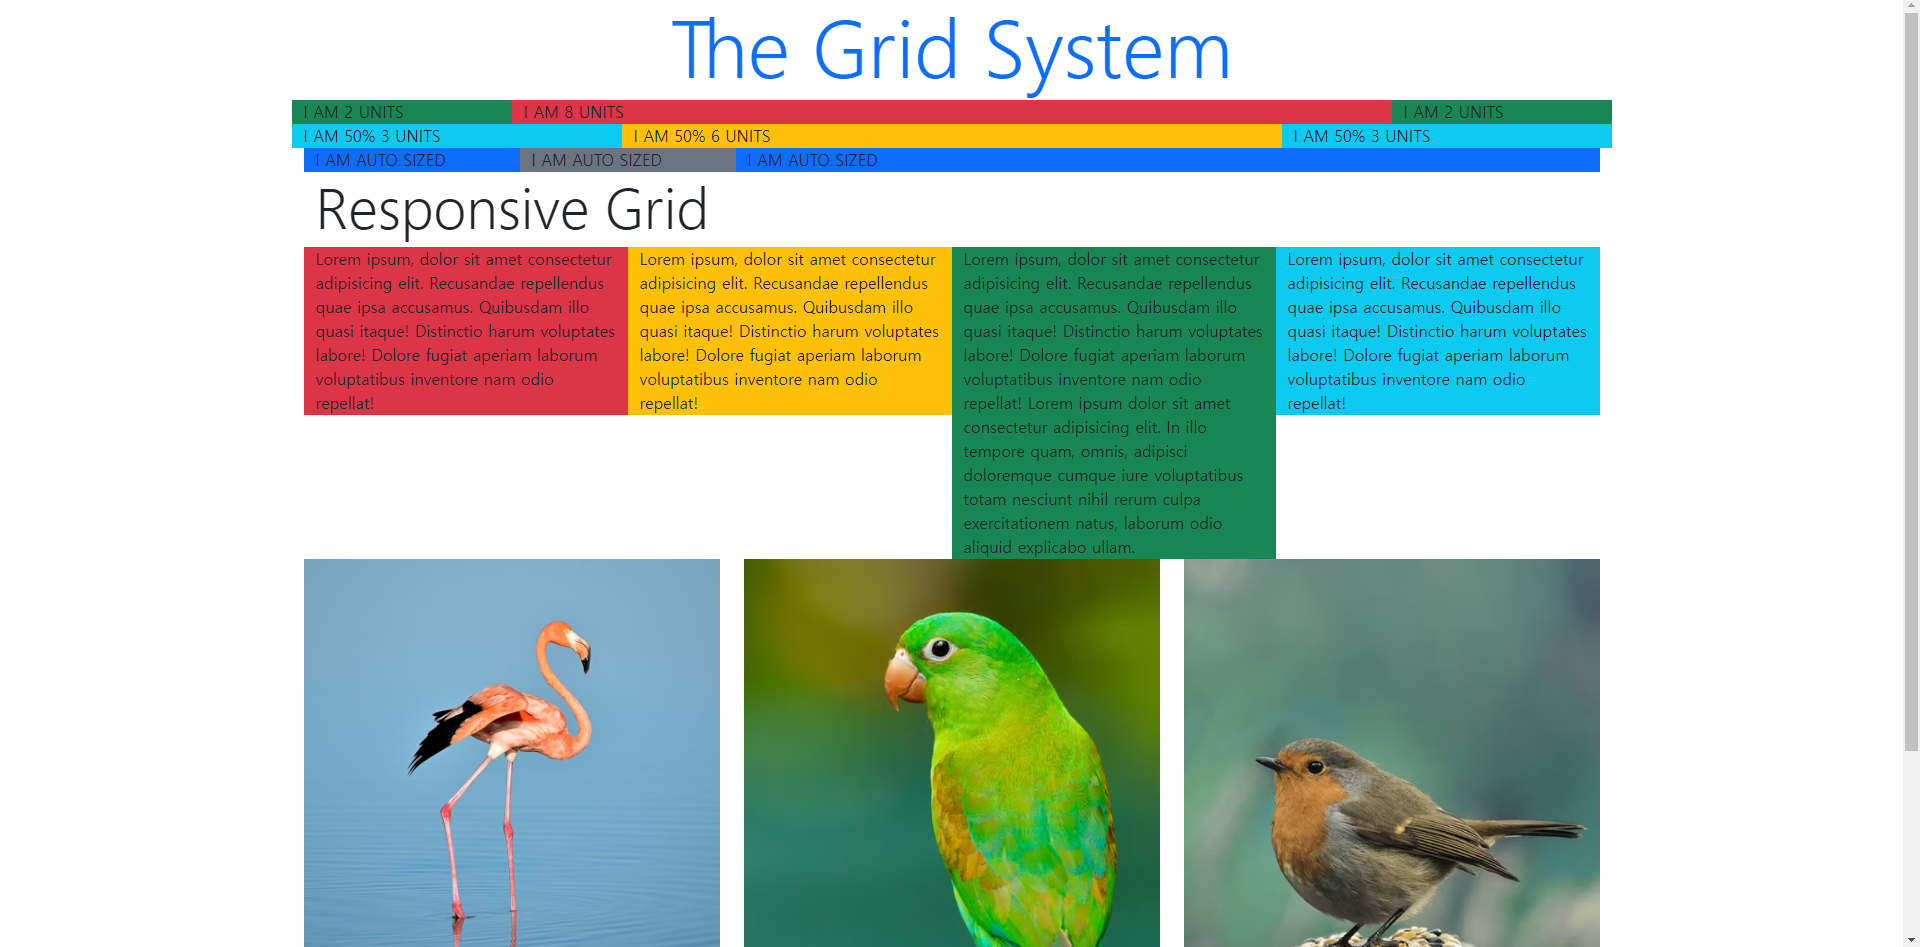 The Grid System
I AM 2 UNITS I AM 8 UNITS I AM 2 UNITS
I AM 50% 3 UNITS I AM 50% 6 UNITS I AM 50% 3 UNITS
I AM AUTO SIZED I AM AUTO SIZED I AM AUTO SIZED
Responsive Grid
Lorem ipsum, dolor sit amet consectetur
adipisicing elit. Recusandae repellendus
quae ipsa accusamus. Quibusdam illo
quasi itaque! Distinctio harum voluptates
labore! Dolore fugiat aperiam laborum
voluptatibus inventore nam odio
repellat!
Lorem ipsum, dolor sit amet consectetur
adipisicing elit. Recusandae repellendus
quae ipsa accusamus. Quibusdam illo
quasi itaque! Distinctio harum voluptates
labore! Dolore fugiat aperiam laborum
voluptatibus inventore nam odio
repellat!
Lorem ipsum, dolor sit amet consectetur
adipisicing elit. Recusandae repellendus
quae ipsa accusamus. Quibusdam illo
quasi itaque! Distinctio harum voluptates
labore! Dolore fugiat aperiam laborum
voluptatibus inventore nam odio
repellat! Lorem ipsum dolor sit amet
consectetur adipisicing elit. In illo
tempore quam, omnis, adipisci
doloremque cumque iure voluptatibus
totam nesciunt nihil rerum culpa
exercitationem natus, laborum odio
aliquid explicabo ullam.
Lorem ipsum, dolor sit amet consectetur
adipisicing elit. Recusandae repellendus
quae ipsa accusamus. Quibusdam illo
quasi itaque! Distinctio harum voluptates
labore! Dolore fugiat aperiam laborum
voluptatibus inventore nam odio
repellat!